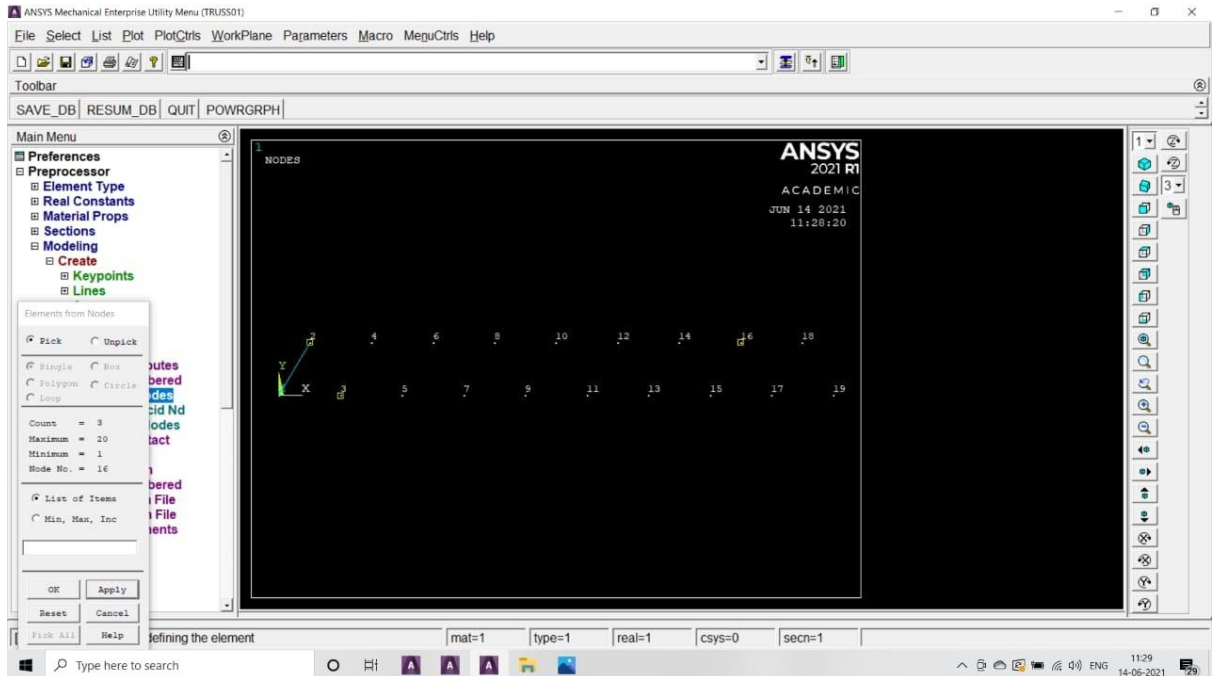 ANSYS Mechanical Enterprise Utility Menu (TRUSS01)
File Select List Plot PlotCtrls WorkPlane Parameters Macro MenuCtrls Help
Toolbar
SAVE_DB RESUM_DB QUIT POWRGRPH
Main Menu
Preferences
Preprocessor
Element Type
Real Constants
Material Props
Sections
Modeling
Create
Keypoints
Lines
Elements from Nodes
Pick Unpick
Single Box
Polygon Circle
Loop
Count = 3
Maximum = 20
Minimum = 1
Node No. = 16
List of Items
Min, Max, Inc
OK Apply
Reset Cancel
Pick All Help
butes
bered
des
cid Nd
odes
tact
bered
File
File
ents
1
NODES
ANSYS
2021 R1
ACADEMIC
JUN 14 2021
11:28:20
2 4 6 8 10 12 14 16 18
Y
X 3 5 7 9 11 13 15 17 19
1
3
efining the element
mat=1 type=1 real=1 csys=0 secn=1
Type here to search
ENG
11:29
14-06-2021
29